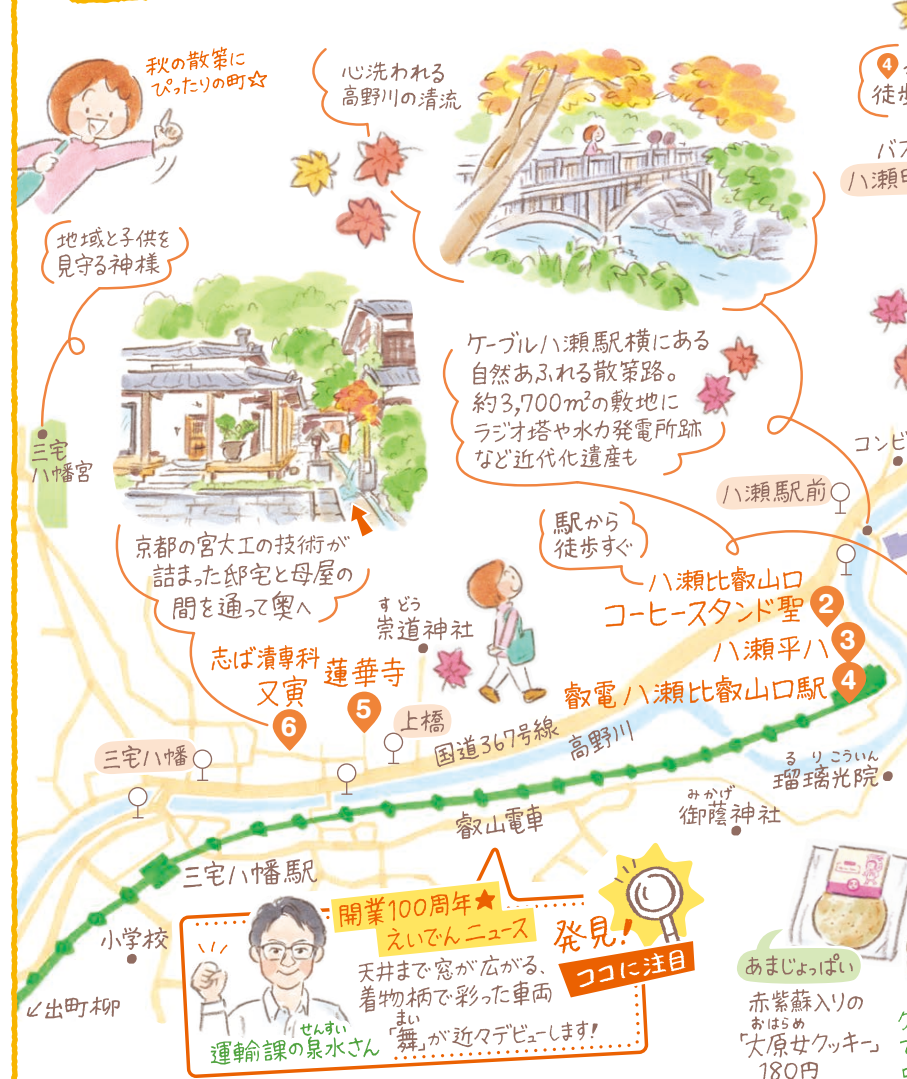 秋の散策に
ぴったりの町☆
心洗われる
高野川の清流
4
徒歩
バス
八瀬
地域と子供を
見守る神様
ケーブル八瀬駅横にある
自然あふれる散策路。
約3,700㎡の敷地に
ラジオ塔や水力発電所跡
など近代化遺産も
三宅
八幡宮
コンビ
八瀬駅前
駅から
徒歩すぐ
京都の宮大工の技術が
詰まった邸宅と母屋の
間を通って奥へ
すどう
崇道神社
八瀬比叡山口
コーヒースタンド聖 2
八瀬平八 3
叡電 八瀬比叡山口駅 4
志ば漬専科
又寅
6
蓮華寺
5
上橋
国道367号線
高野川
三宅八幡
るりこういん
瑠璃光院
みかげ
御蔭神社
叡山電車
三宅八幡駅
小学校
↙出町柳
開業100周年★
えいでんニュース
天井まで窓が広がる、
着物柄で彩った車両
まい
「舞」が近々デビューします!
せんすい
運輸課の泉水さん
発見!
ココに注目
あまじょっぱい
赤紫蘇入りの
おはらめ
「大原女クッキー」
180円